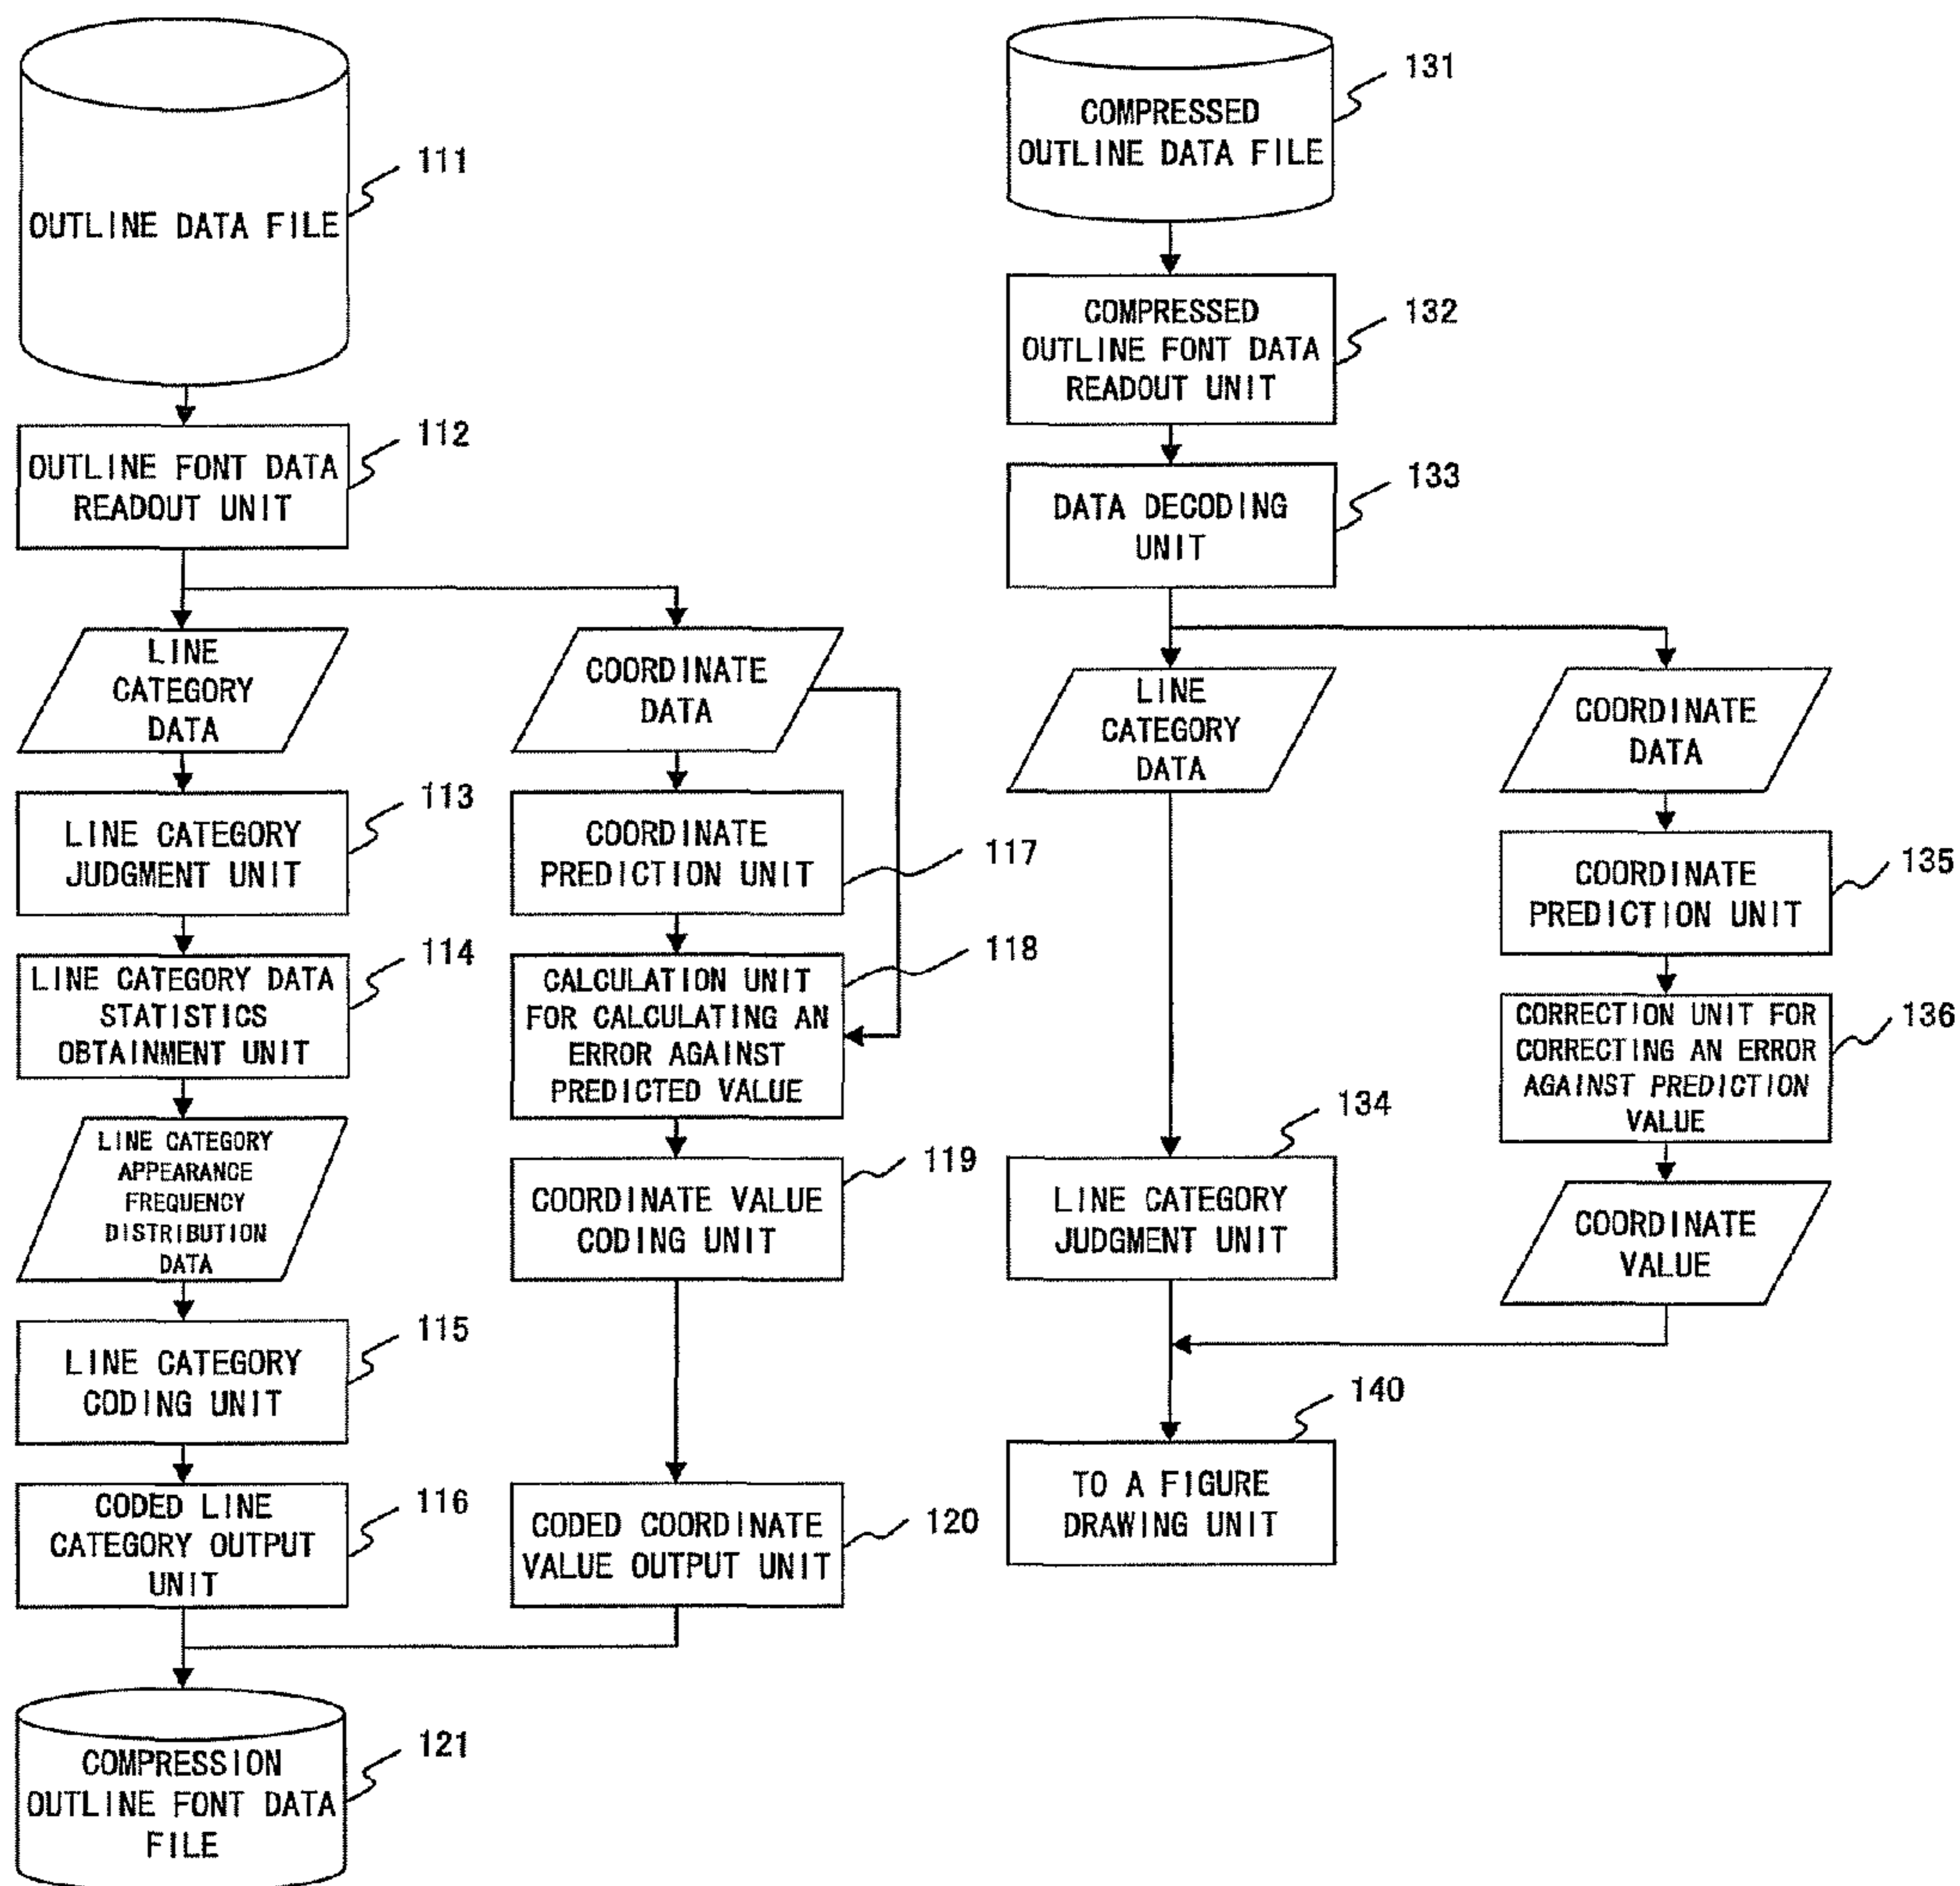 OUTLINE DATA FILE
111
OUTLINE FONT DATA
READOUT UNIT
112
LINE
CATEGORY
DATA
LINE CATEGORY
JUDGMENT UNIT
113
LINE CATEGORY DATA
STATISTICS
OBTAINMENT UNIT
114
LINE CATEGORY
APPEARANCE
FREQUENCY
DISTRIBUTION
DATA
LINE CATEGORY
CODING UNIT
115
CODED LINE
CATEGORY OUTPUT
UNIT
116
COORDINATE
DATA
COORDINATE
PREDICTION UNIT
117
CALCULATION UNIT
FOR CALCULATING AN
ERROR AGAINST
PREDICTED VALUE
118
COORDINATE VALUE
CODING UNIT
119
CODED COORDINATE
VALUE OUTPUT UNIT
120
COMPRESSION
OUTLINE FONT DATA
FILE
121
COMPRESSED
OUTLINE DATA FILE
131
COMPRESSED
OUTLINE FONT DATA
READOUT UNIT
132
DATA DECODING
UNIT
133
LINE
CATEGORY
DATA
LINE CATEGORY
JUDGMENT UNIT
134
COORDINATE
DATA
COORDINATE
PREDICTION UNIT
135
CORRECTION UNIT FOR
CORRECTING AN ERROR
AGAINST PREDICTION
VALUE
136
COORDINATE
VALUE
TO A FIGURE
DRAWING UNIT
140